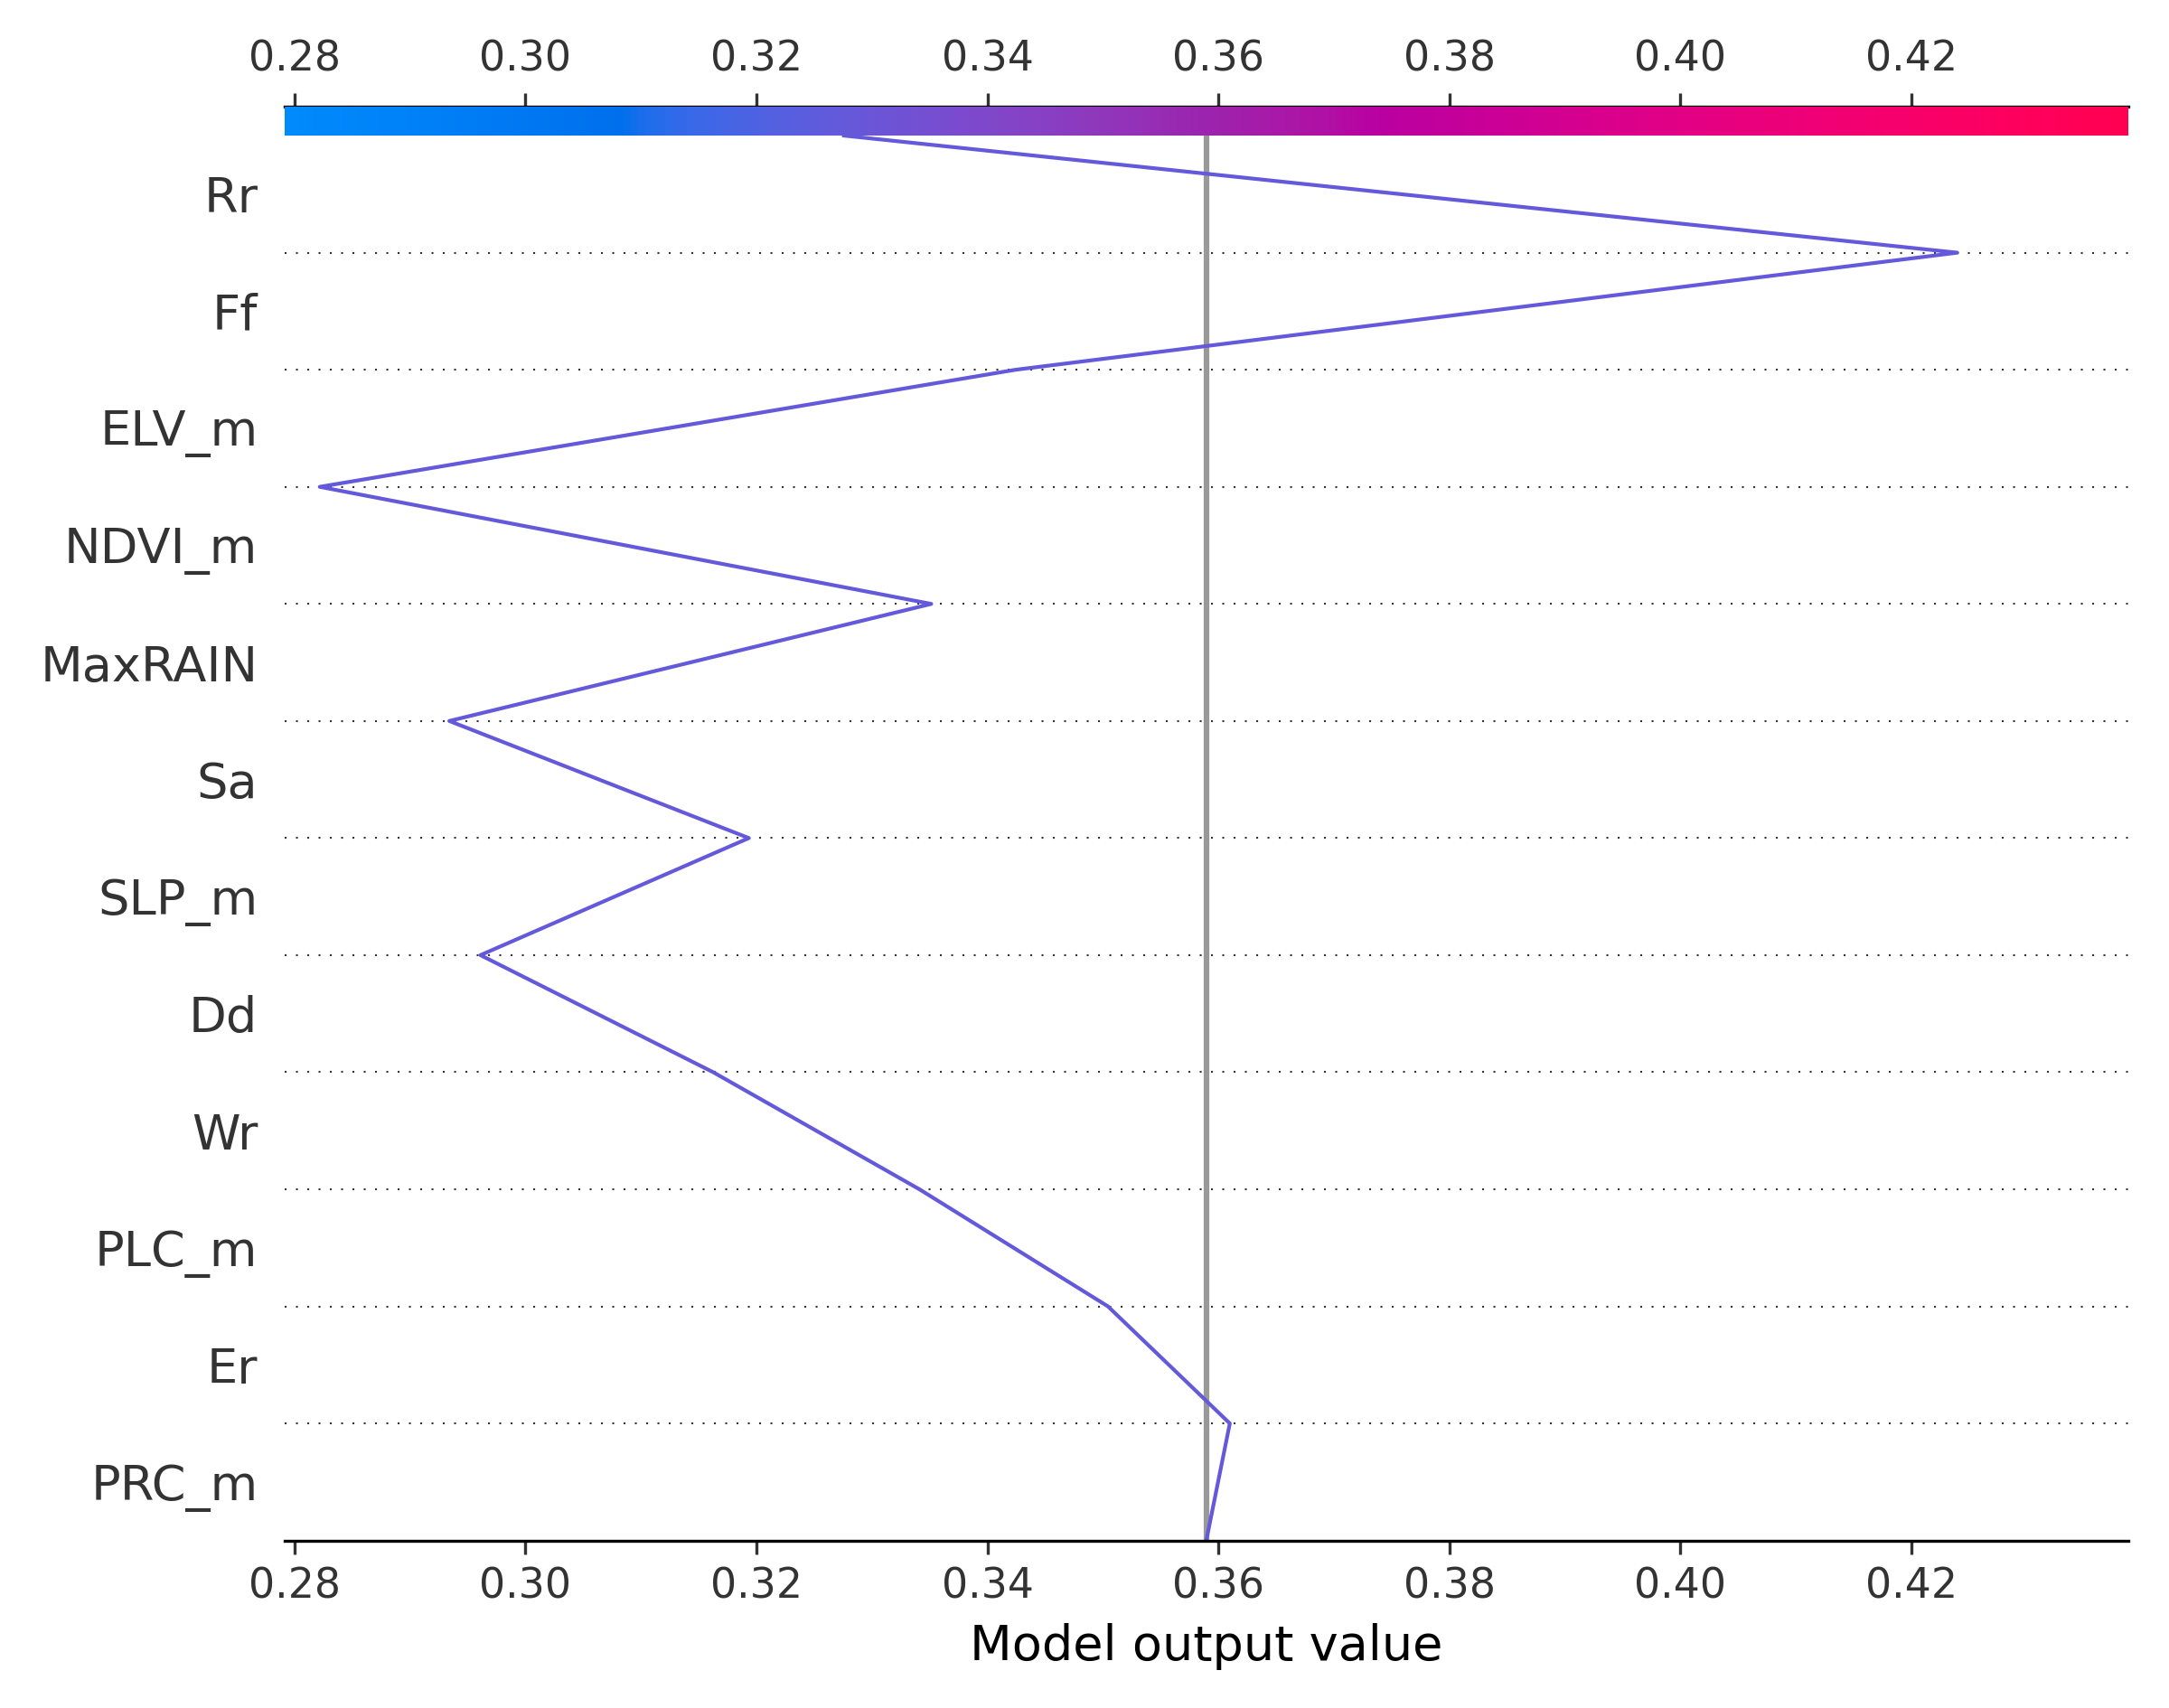 0.28 0.30 0.32 0.34 0.36 0.38 0.40 0.42
Rr
Ff
ELV_m
NDVI_m
MaxRAIN
Sa
SLP_m
Dd
Wr
PLC_m
Er
PRC_m
0.28 0.30 0.32 0.34 0.36 0.38 0.40 0.42
Model output value